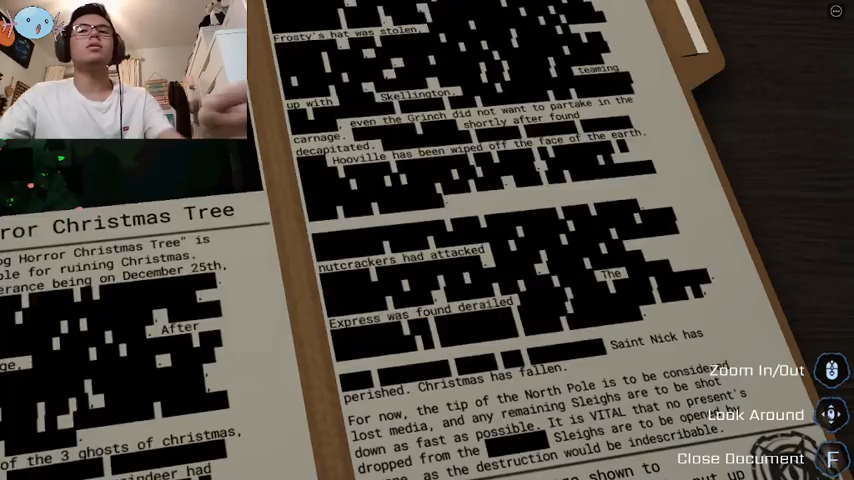 ror Christmas Tree
og Horror Christmas Tree" is
ble for ruining Christmas.
erance being on December 25th,
. After
of the 3 ghosts of christmas,
indeer had
Frosty's hat was stolen,
teaming
up with Skellington,
, even the Grinch did not want to partake in the
carnage. shortly after found
decapitated.
Hooville has been wiped off the face of the earth.
nutcrackers had attacked
The
Express was found derailed
Saint Nick has
perished. Christmas has fallen.
For now, the tip of the North Pole is to be considered
lost media, and any remaining Sleighs are to be shot
down as fast as possible. It is VITAL that no present's
dropped from the Sleighs are to be opened by
, as the destruction would be indescribable.
shown to
put up
Zoom In/Out
Look Around
Close Document F